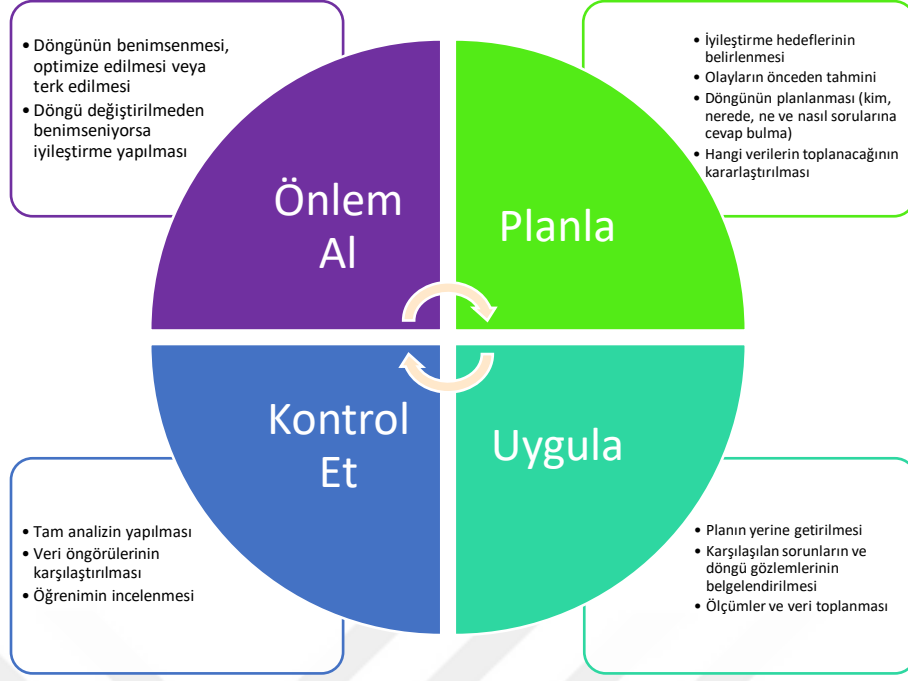 • Döngünün benimsenmesi,
optimize edilmesi veya
terk edilmesi
• Döngü değiştirilmeden
benimseniyorsa
iyileştirme yapılması
• İyileştirme hedeflerinin
belirlenmesi
• Olayların önceden tahmini
• Döngünün planlanması (kim,
nerede, ne ve nasıl sorularına
cevap bulma)
• Hangi verilerin toplanacağının
kararlaştırılması
Önlem
Al
Planla
Kontrol
Et
Uygula
• Tam analizin yapılması
• Veri öngörülerinin
karşılaştırılması
• Öğrenimin incelenmesi
• Planın yerine getirilmesi
• Karşılaşılan sorunların ve
döngü gözlemlerinin
belgelendirilmesi
• Ölçümler ve veri toplanması